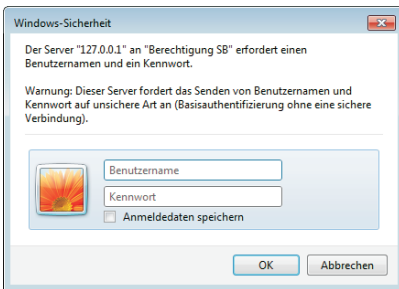 Windows-Sicherheit
Der Server "127.0.0.1" an "Berechtigung SB" erfordert einen
Benutzernamen und ein Kennwort.
Warnung: Dieser Server fordert das Senden von Benutzernamen und
Kennwort auf unsichere Art an (Basisauthentifizierung ohne eine sichere
Verbindung).
Benutzername
Kennwort
Anmeldedaten speichern
OK
Abbrechen